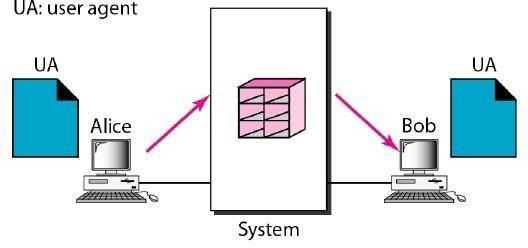 UA: user agent
UA
UA
Alice
Bob
System